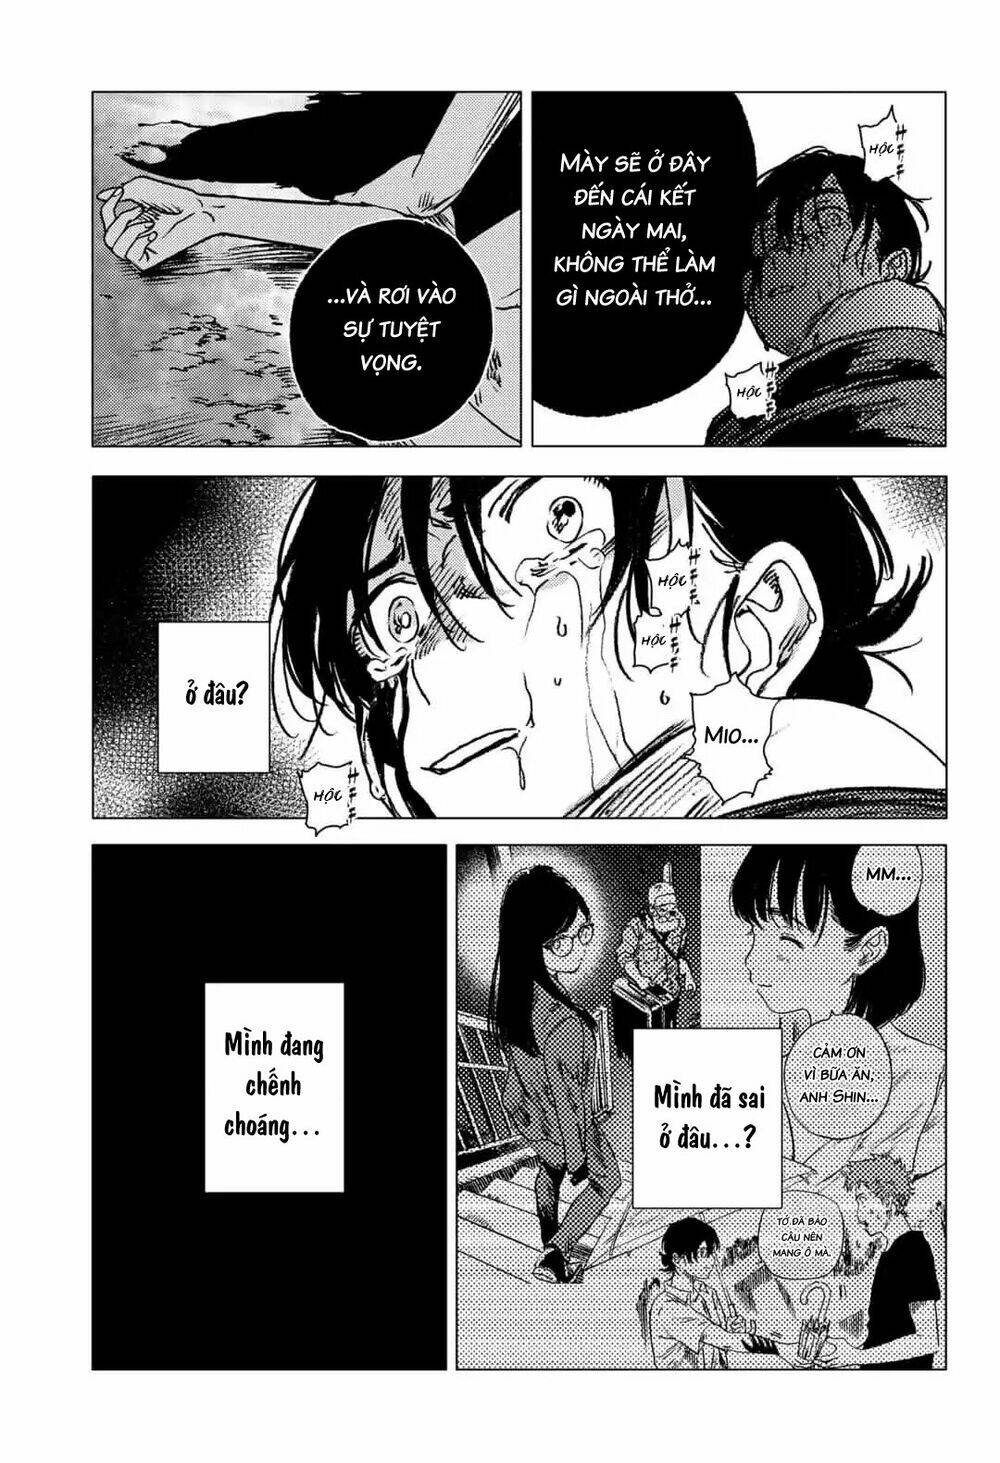 MÀY SẼ Ở ĐÂY
ĐẾN CÁI KẾT
NGÀY MAI,
KHÔNG THỂ LÀM
GÌ NGOÀI THỞ...
HỘC
HỘC
...VÀ RƠI VÀO
SỰ TUYỆT
VỌNG.
HỘC
HỘC
MIO...
Ở ĐÂU?
HỘC
MM...
CẢM ƠN
VÌ BỮA ĂN,
ANH SHIN...
MÌNH ĐÃ SAI
Ở ĐÂU...?
TỚ ĐÃ BẢO
CẬU NÊN
MANG Ô MÀ.
MÌNH ĐANG
CHẾNH
CHOÁNG...